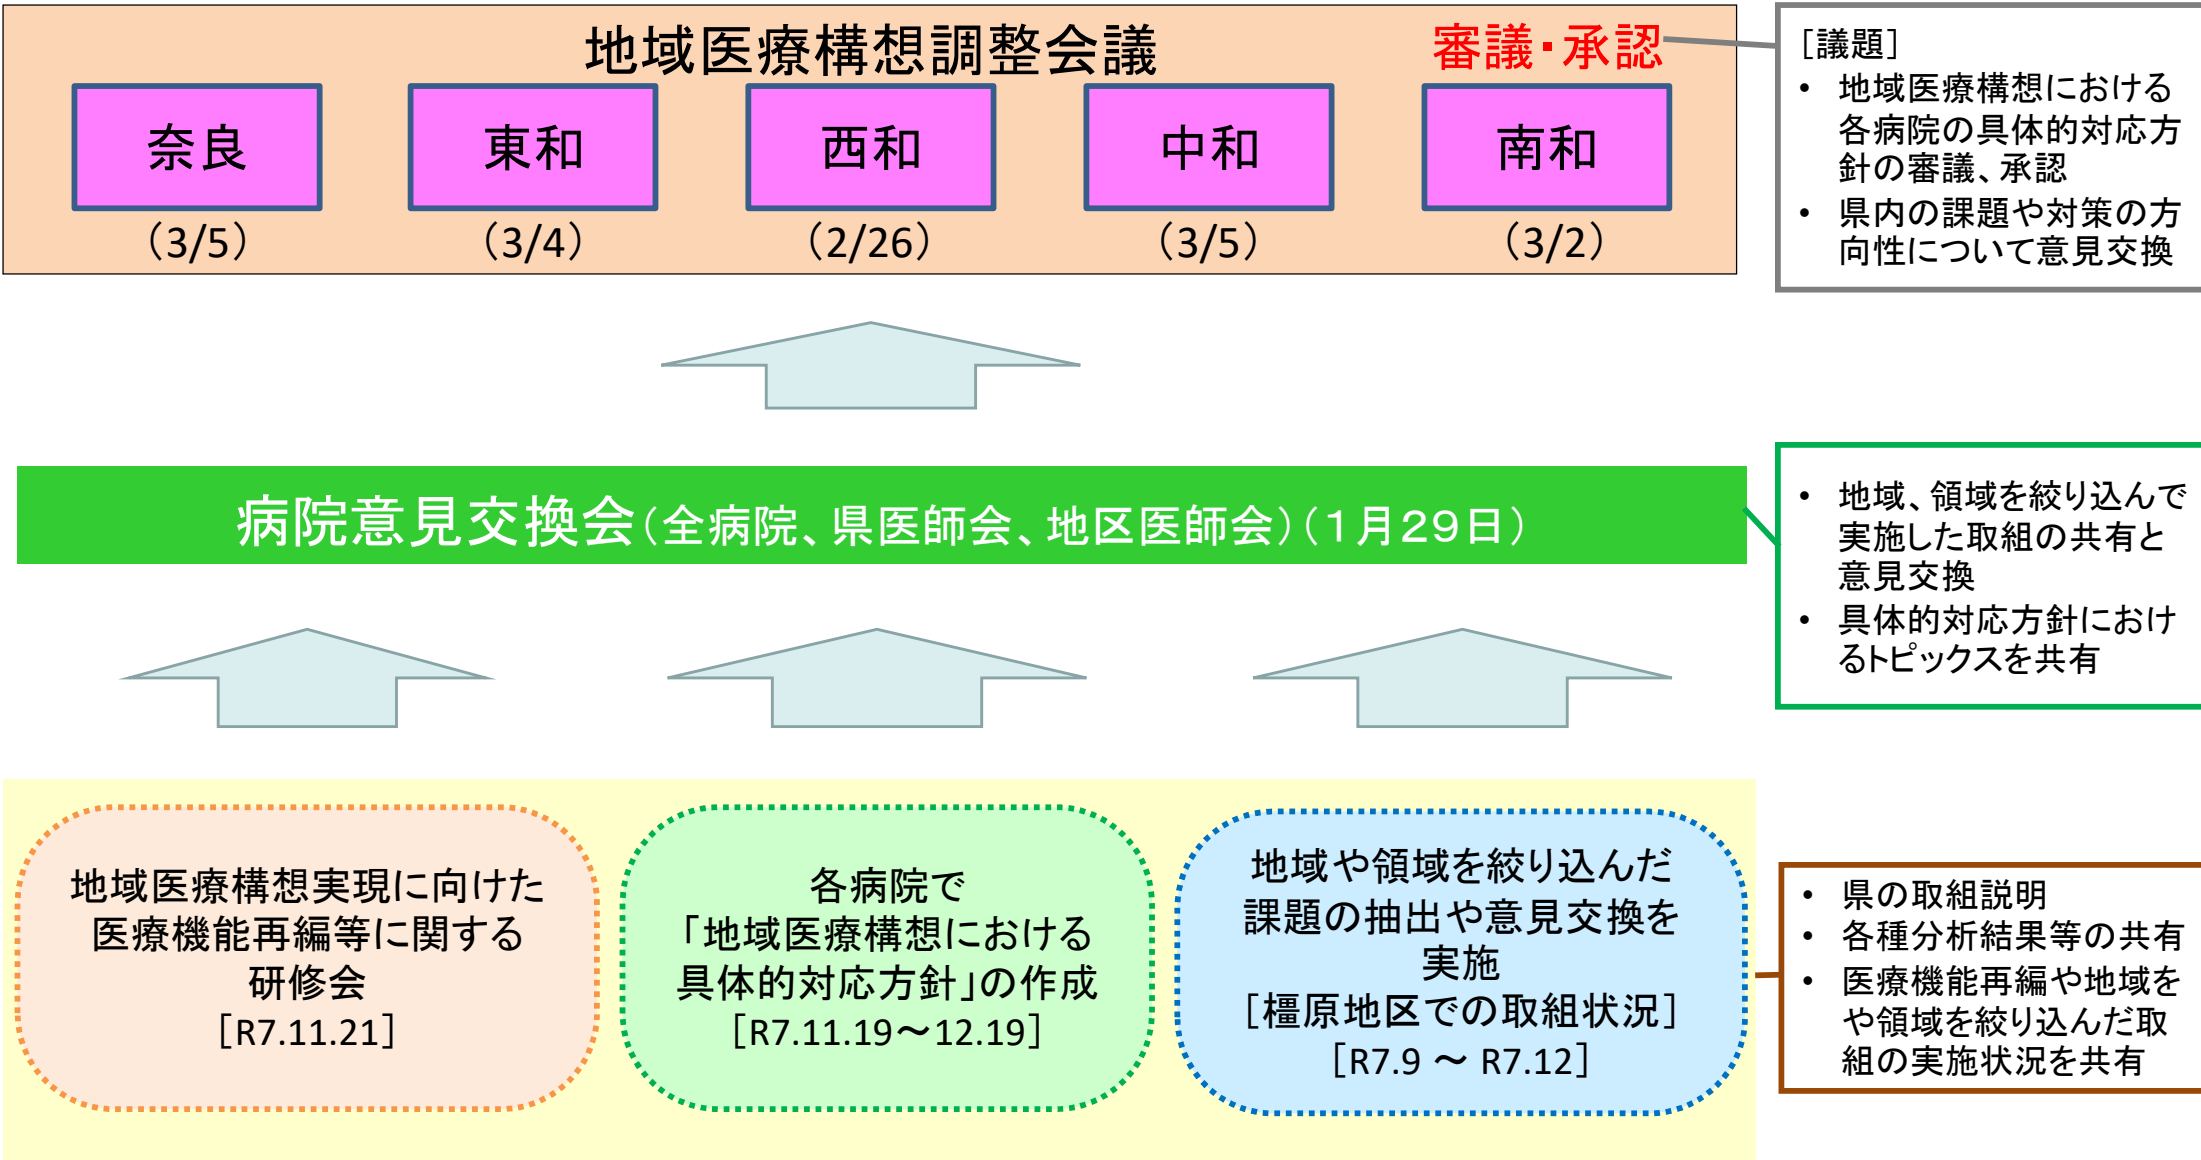 地域医療構想調整会議
審議・承認
奈良
東和
西和
中和
南和
（3/5）
（3/4）
（2/26）
（3/5）
（3/2）
［議題］
• 地域医療構想における
各病院の具体的対応方
針の審議、承認
• 県内の課題や対策の方
向性について意見交換
病院意見交換会（全病院、県医師会、地区医師会）（１月２９日）
• 地域、領域を絞り込んで
実施した取組の共有と
意見交換
• 具体的対応方針におけ
るトピックスを共有
地域医療構想実現に向けた
医療機能再編等に関する
研修会
［R7.11.21］
各病院で
「地域医療構想における
具体的対応方針」の作成
［R7.11.19～12.19］
地域や領域を絞り込んだ
課題の抽出や意見交換を
実施
［橿原地区での取組状況］
［R7.9 ～ R7.12］
• 県の取組説明
• 各種分析結果等の共有
• 医療機能再編や地域を
や領域を絞り込んだ取
組の実施状況を共有